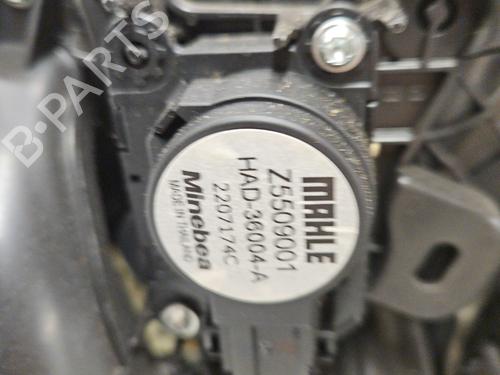 B-PARTS
MAHLE
Z5509001
HAD-36004-A
2207174C
Minebea
MADE IN THAILAND